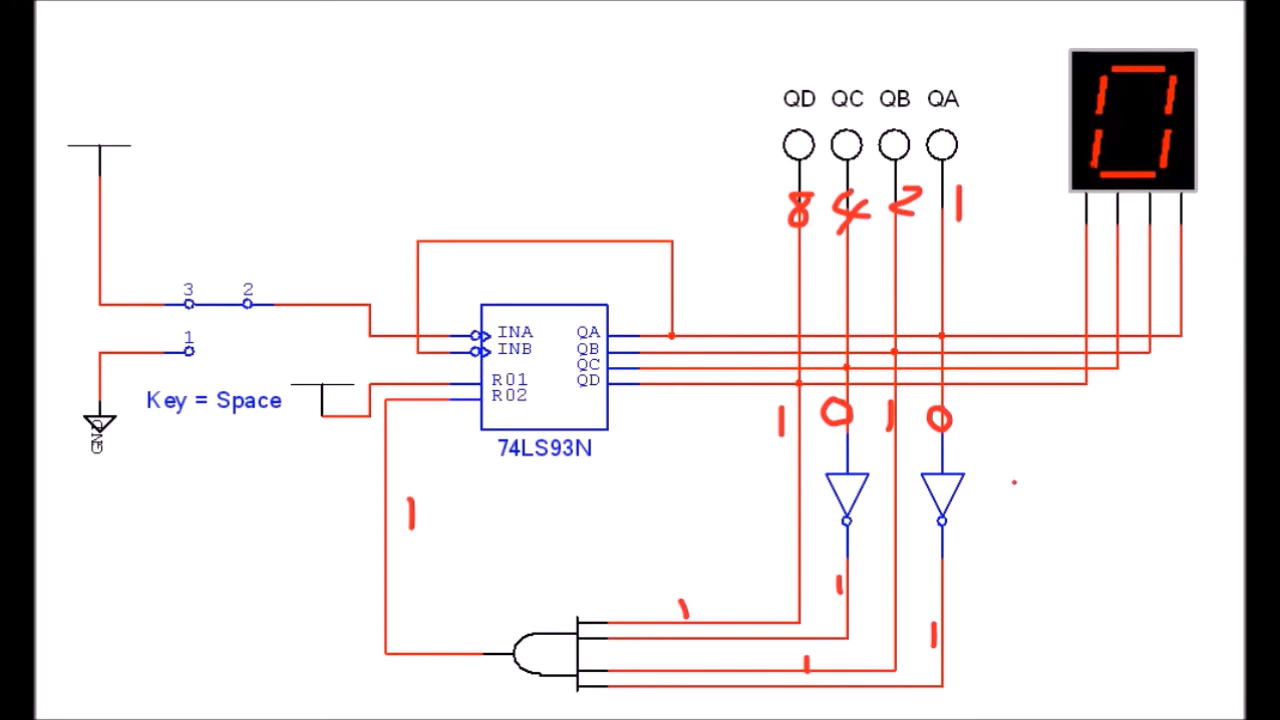 QD QC QB QA
0
8 4 2 1
3 2
1
INA QA
INB QB
QC
R01 QD
R02
Key = Space
GND
74LS93N
1 0 1 0
1
1 1
1 1